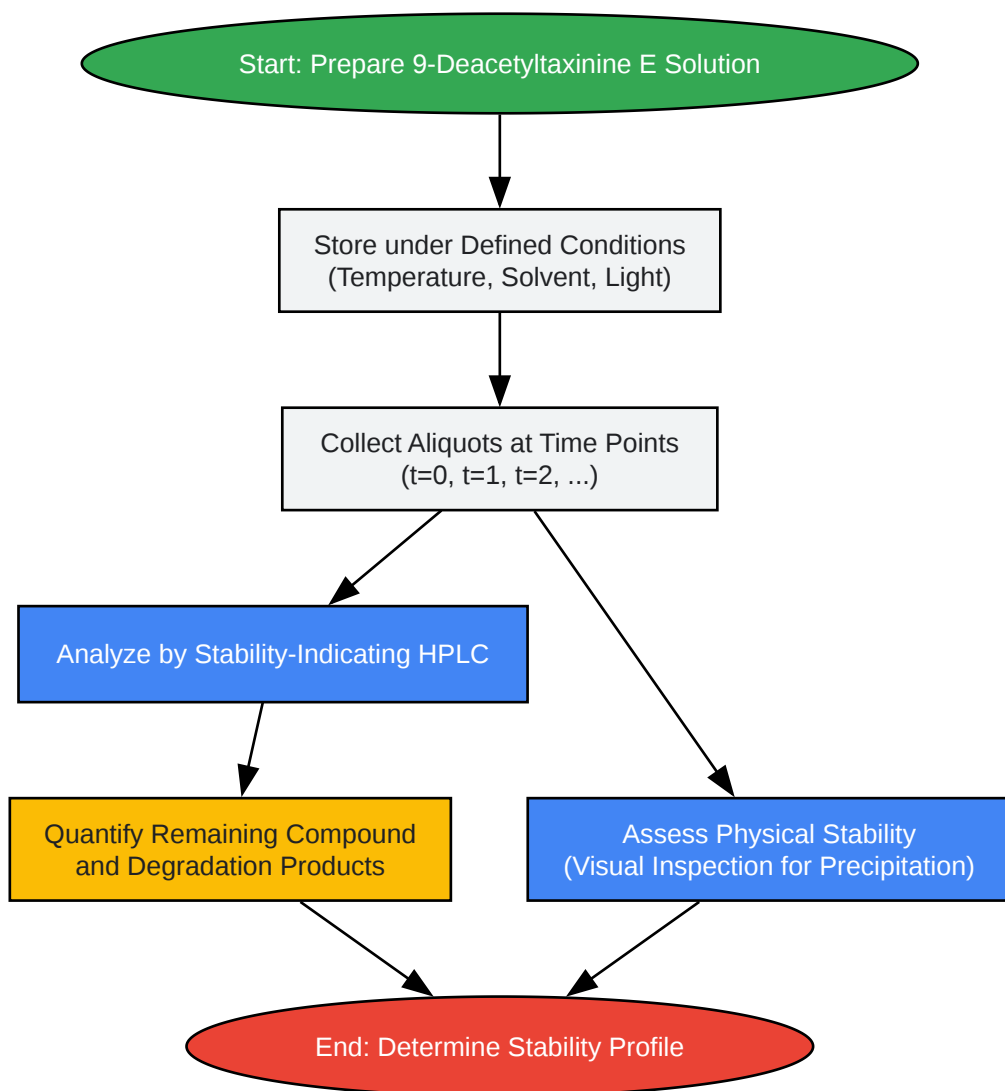 Start: Prepare 9-Deacetyltaxinine E Solution
Store under Defined Conditions
(Temperature, Solvent, Light)
Collect Aliquots at Time Points
(t=0, t=1, t=2, ...)
Analyze by Stability-Indicating HPLC
Quantify Remaining Compound
and Degradation Products
Assess Physical Stability
(Visual Inspection for Precipitation)
End: Determine Stability Profile